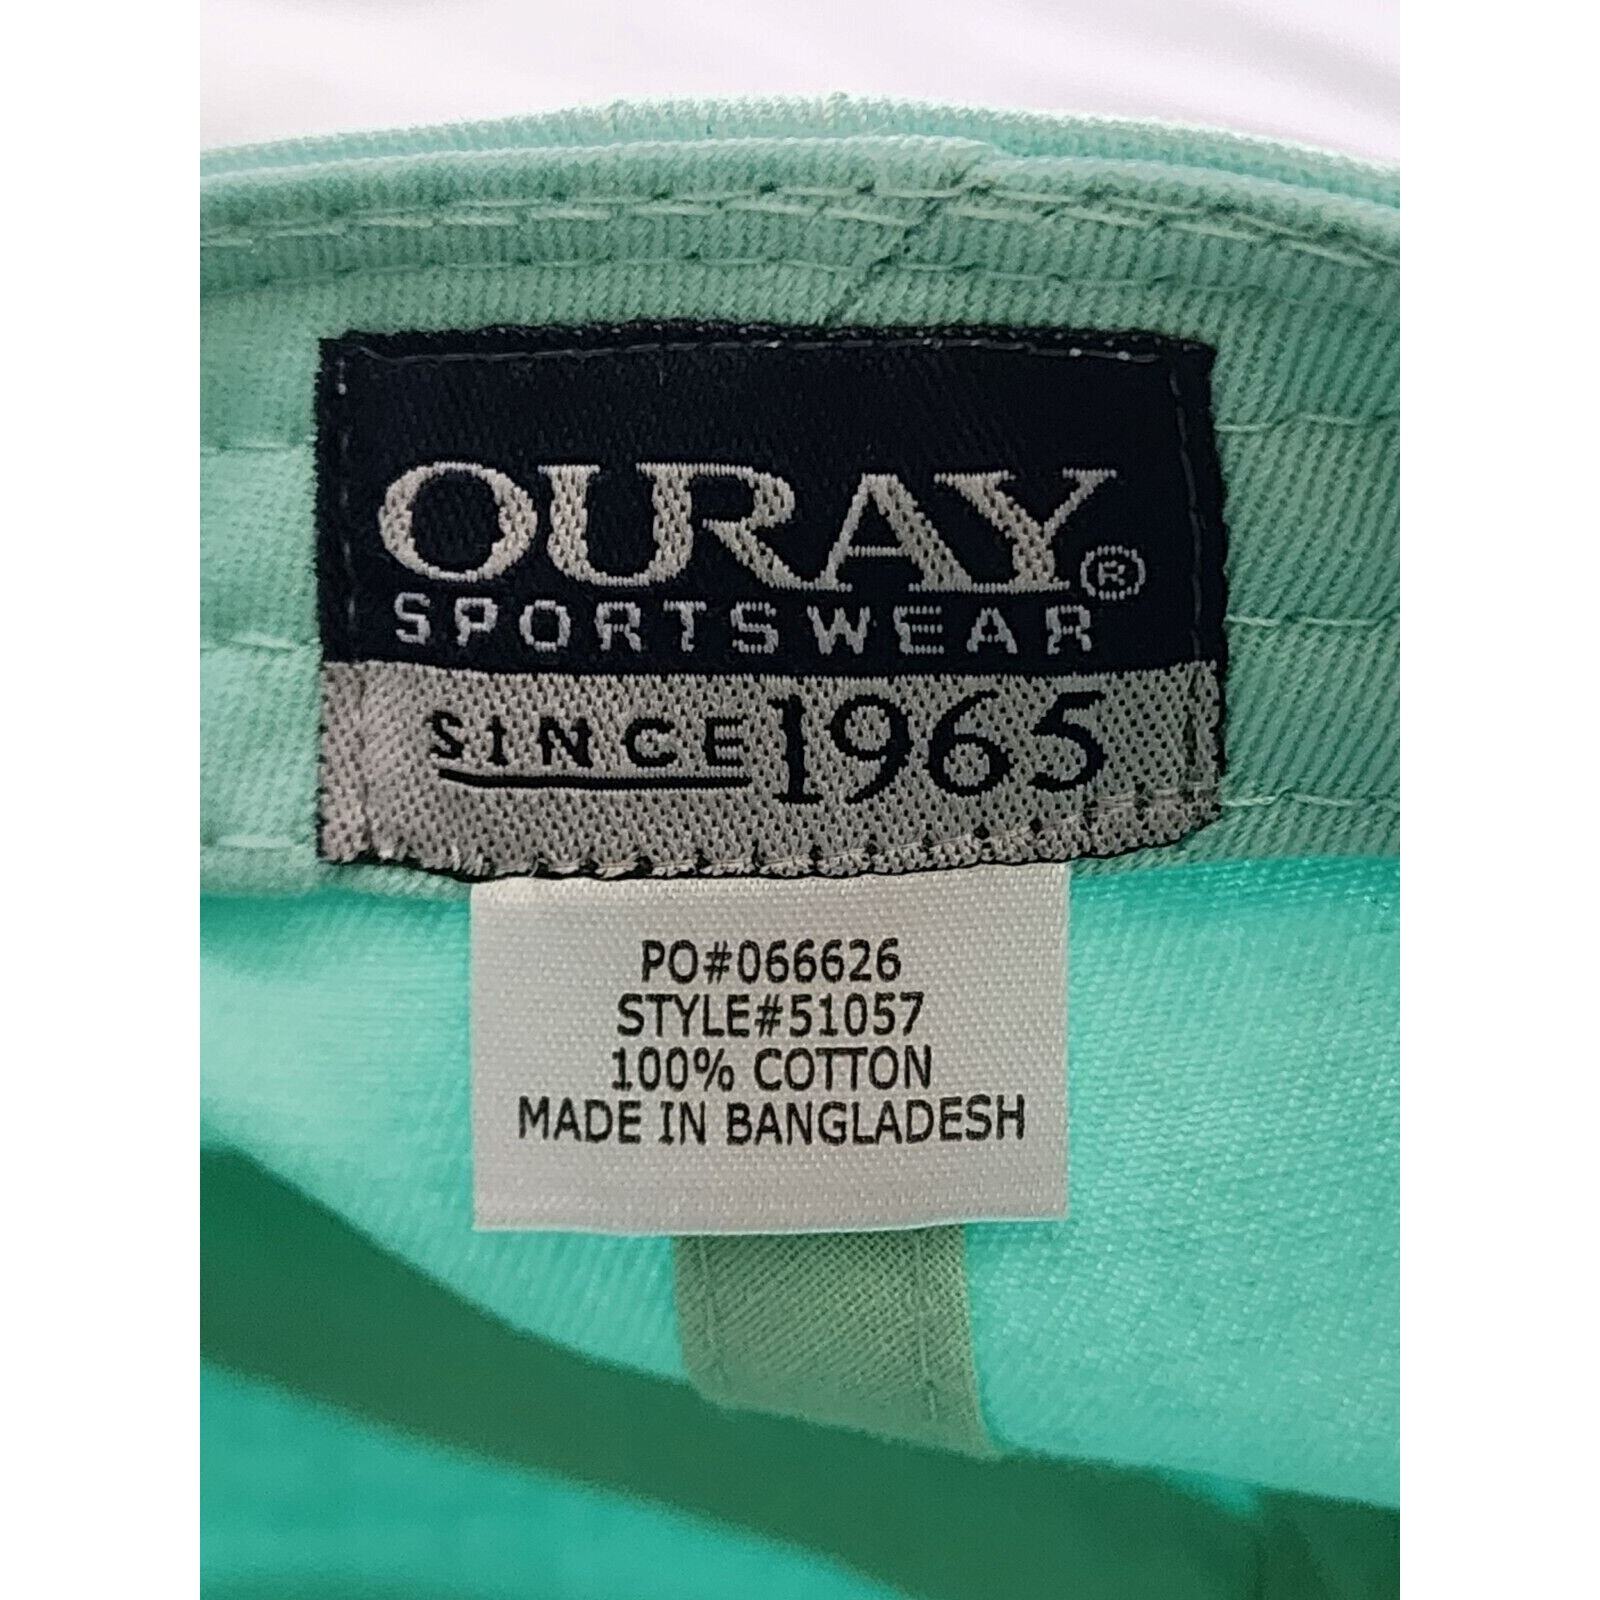 OURAY®
SPORTSWEAR
SINCE 1965
PO#066626
STYLE#51057
100% COTTON
MADE IN BANGLADESH